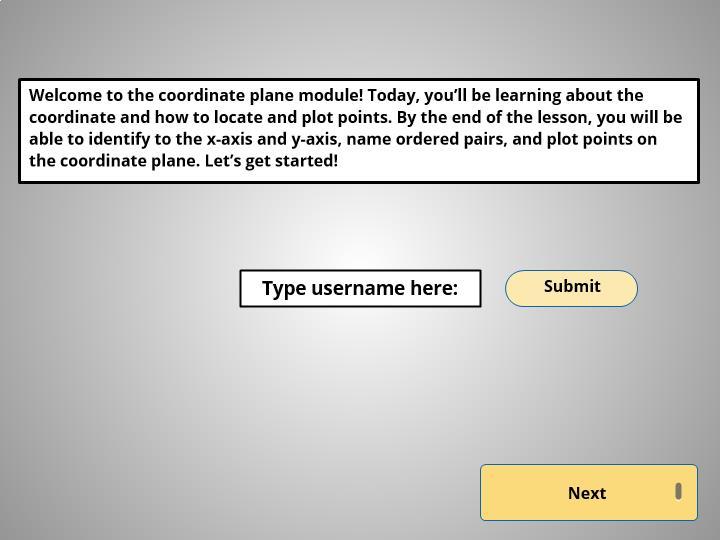 Welcome to the coordinate plane module! Today, you’ll be learning about the
coordinate and how to locate and plot points. By the end of the lesson, you will be
able to identify to the x-axis and y-axis, name ordered pairs, and plot points on
the coordinate plane. Let’s get started!
Type username here:
Submit
Next